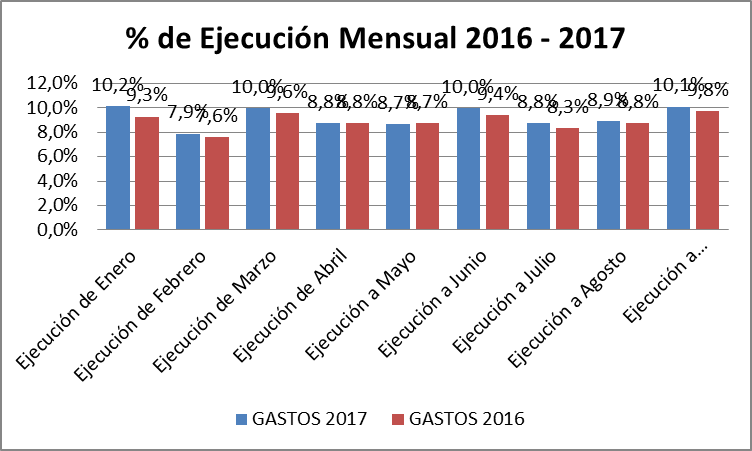 % de Ejecución Mensual 2016 - 2017
12,0%
10,0%
8,0%
6,0%
4,0%
2,0%
0,0%
10,2%
9,3%
7,9%
7,6%
10,0%
9,6%
8,8%
8,8%
8,7%
8,7%
10,0%
9,4%
8,8%
8,3%
8,9%
8,8%
10,1%
9,8%
Ejecución de Enero
Ejecución de Febrero
Ejecución de Marzo
Ejecución de Abril
Ejecución a Mayo
Ejecución a Junio
Ejecución a Julio
Ejecución a Agosto
Ejecución a...
GASTOS 2017
GASTOS 2016